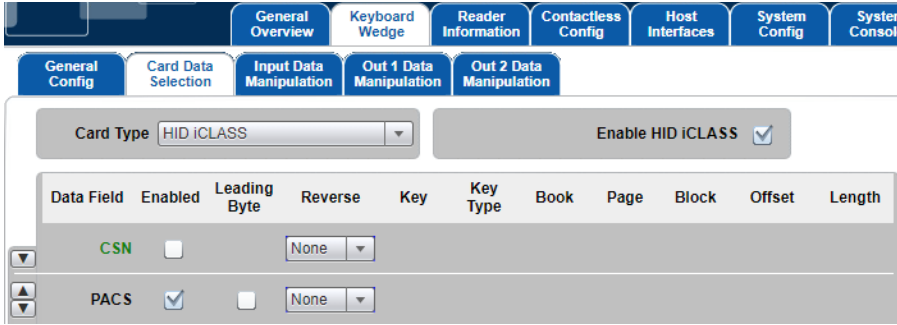 General Overview
Keyboard Wedge
Reader Information
Contactless Config
Host Interfaces
System Config
General Config
Card Data Selection
Input Data Manipulation
Out 1 Data Manipulation
Out 2 Data Manipulation
Card Type HID iCLASS
Enable HID iCLASS
Data Field Enabled Leading Byte Reverse Key Key Type Book Page Block Offset Length
CSN None
PACS None